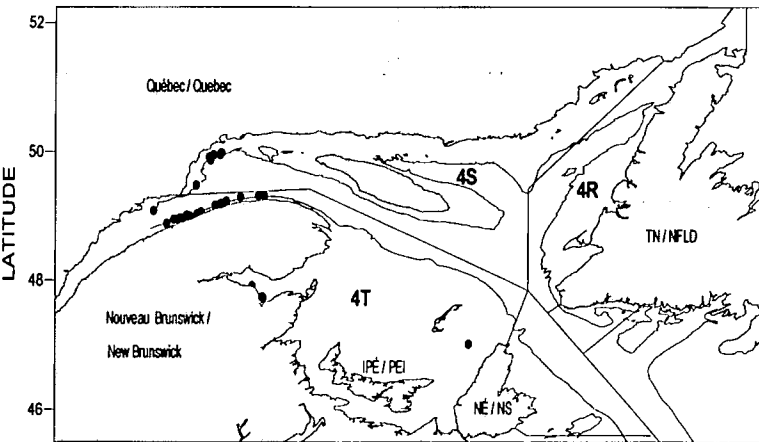 52
Québec / Quebec
50
4S
4R
LATITUDE
TN / NFLD
48
4T
Nouveau Brunswick /
New Brunswick
IPÉ / PEI
NÉ / NS
46